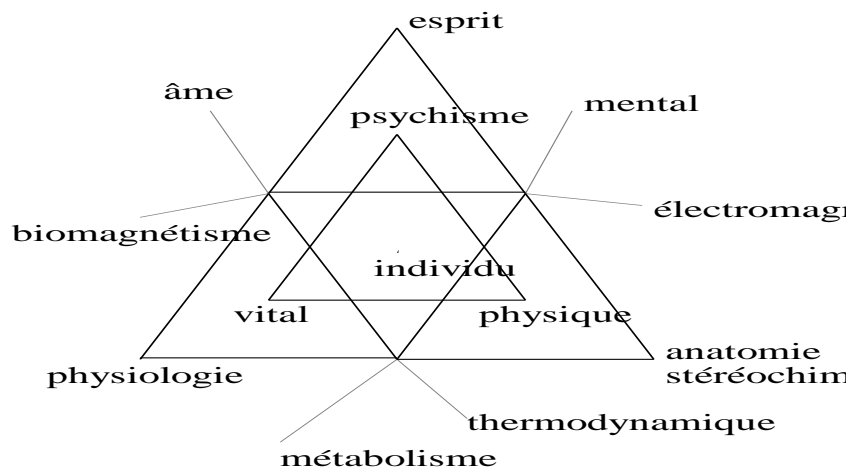 esprit
âme
mental
psychisme
électromagn
biomagnétisme
individu
vital
physique
anatomie
physiologie
stéréochim
thermodynamique
métabolisme